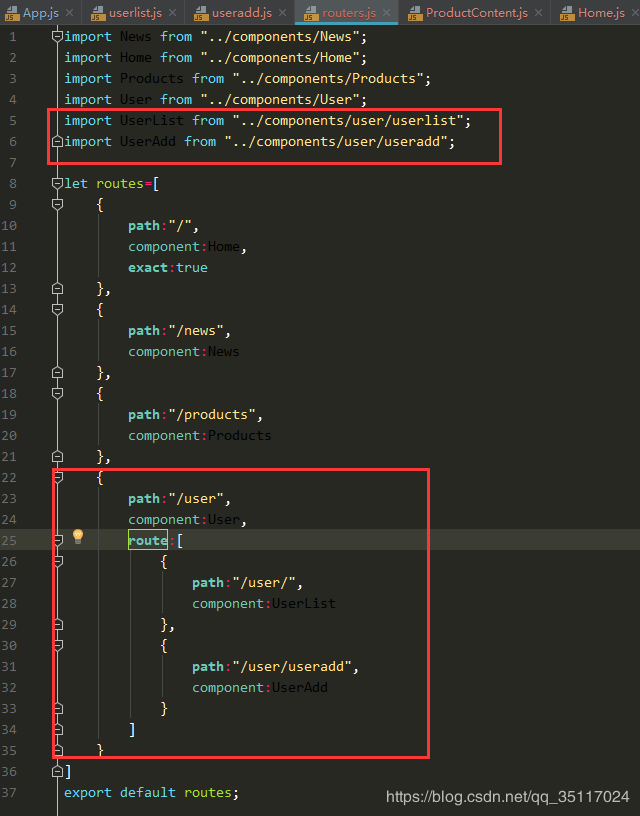 App.js userlist.js useradd.js routers.js ProductContent.js Home.js
1 import News from "../components/News";
2 import Home from "../components/Home";
3 import Products from "../components/Products";
4 import User from "../components/User";
5 import UserList from "../components/user/userlist";
6 import UserAdd from "../components/user/useradd";
7
8 let routes=[
9 {
10 path:"/",
11 component:Home,
12 exact:true
13 },
14 {
15 path:"/news",
16 component:News
17 },
18 {
19 path:"/products",
20 component:Products
21 },
22 {
23 path:"/user",
24 component:User,
25 route:[
26 {
27 path:"/user/",
28 component:UserList
29 },
30 {
31 path:"/user/useradd",
32 component:UserAdd
33 }
34 ]
35 }
36 ]
37 export default routes;
https://blog.csdn.net/qq_35117024